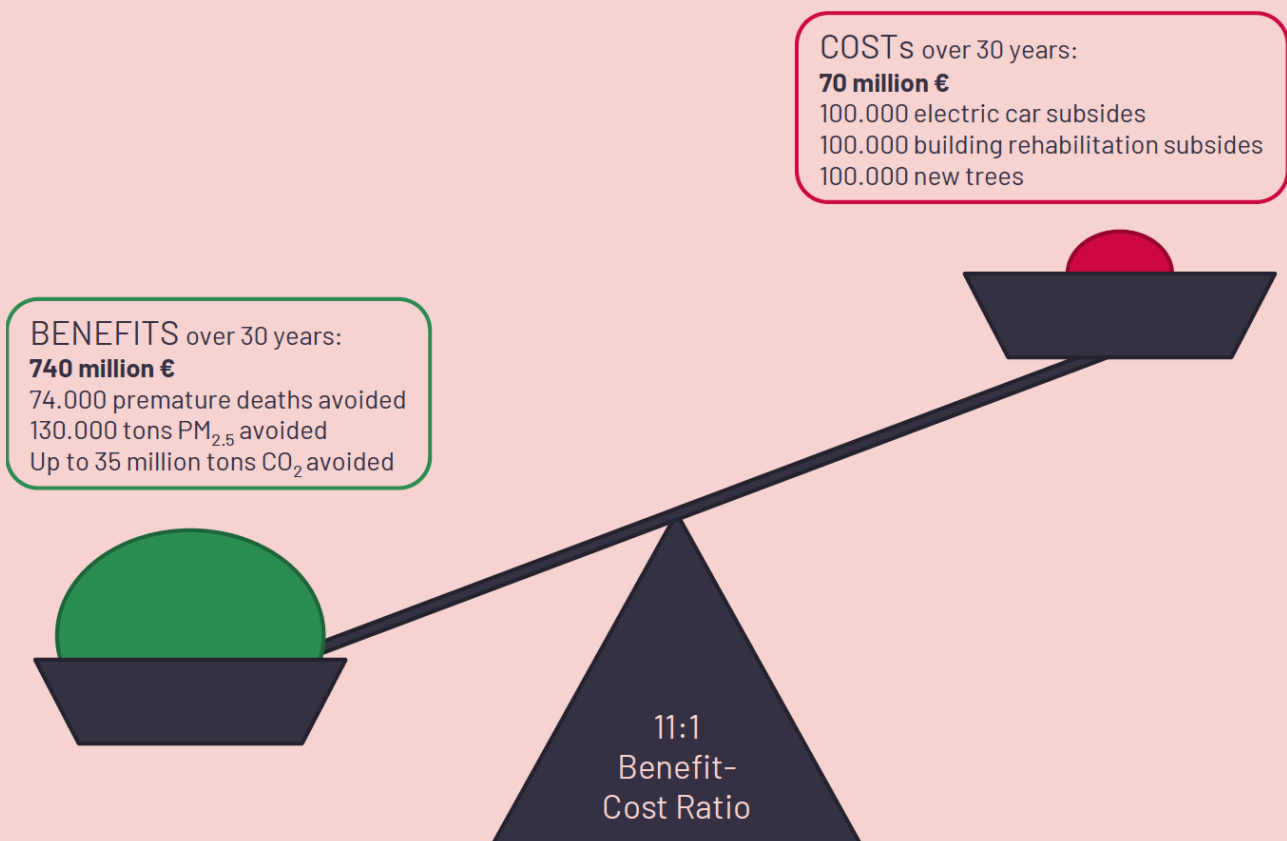 COSTs over 30 years:
70 million €
100.000 electric car subsides
100.000 building rehabilitation subsides
100.000 new trees
BENEFITS over 30 years:
740 million €
74.000 premature deaths avoided
130.000 tons PM2.5 avoided
Up to 35 million tons CO2 avoided
11:1
Benefit-
Cost Ratio